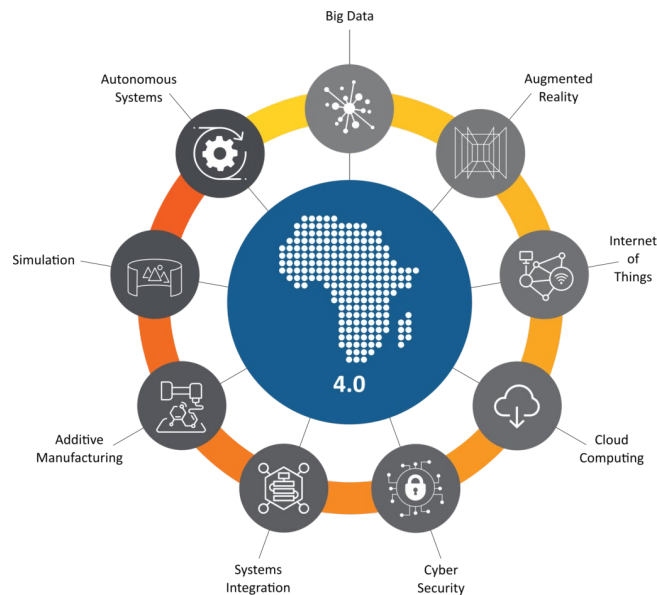 Big Data
Augmented
Reality
Internet
of
Things
Cloud
Computing
Cyber
Security
Systems
Integration
Additive
Manufacturing
Simulation
Autonomous
Systems
4.0